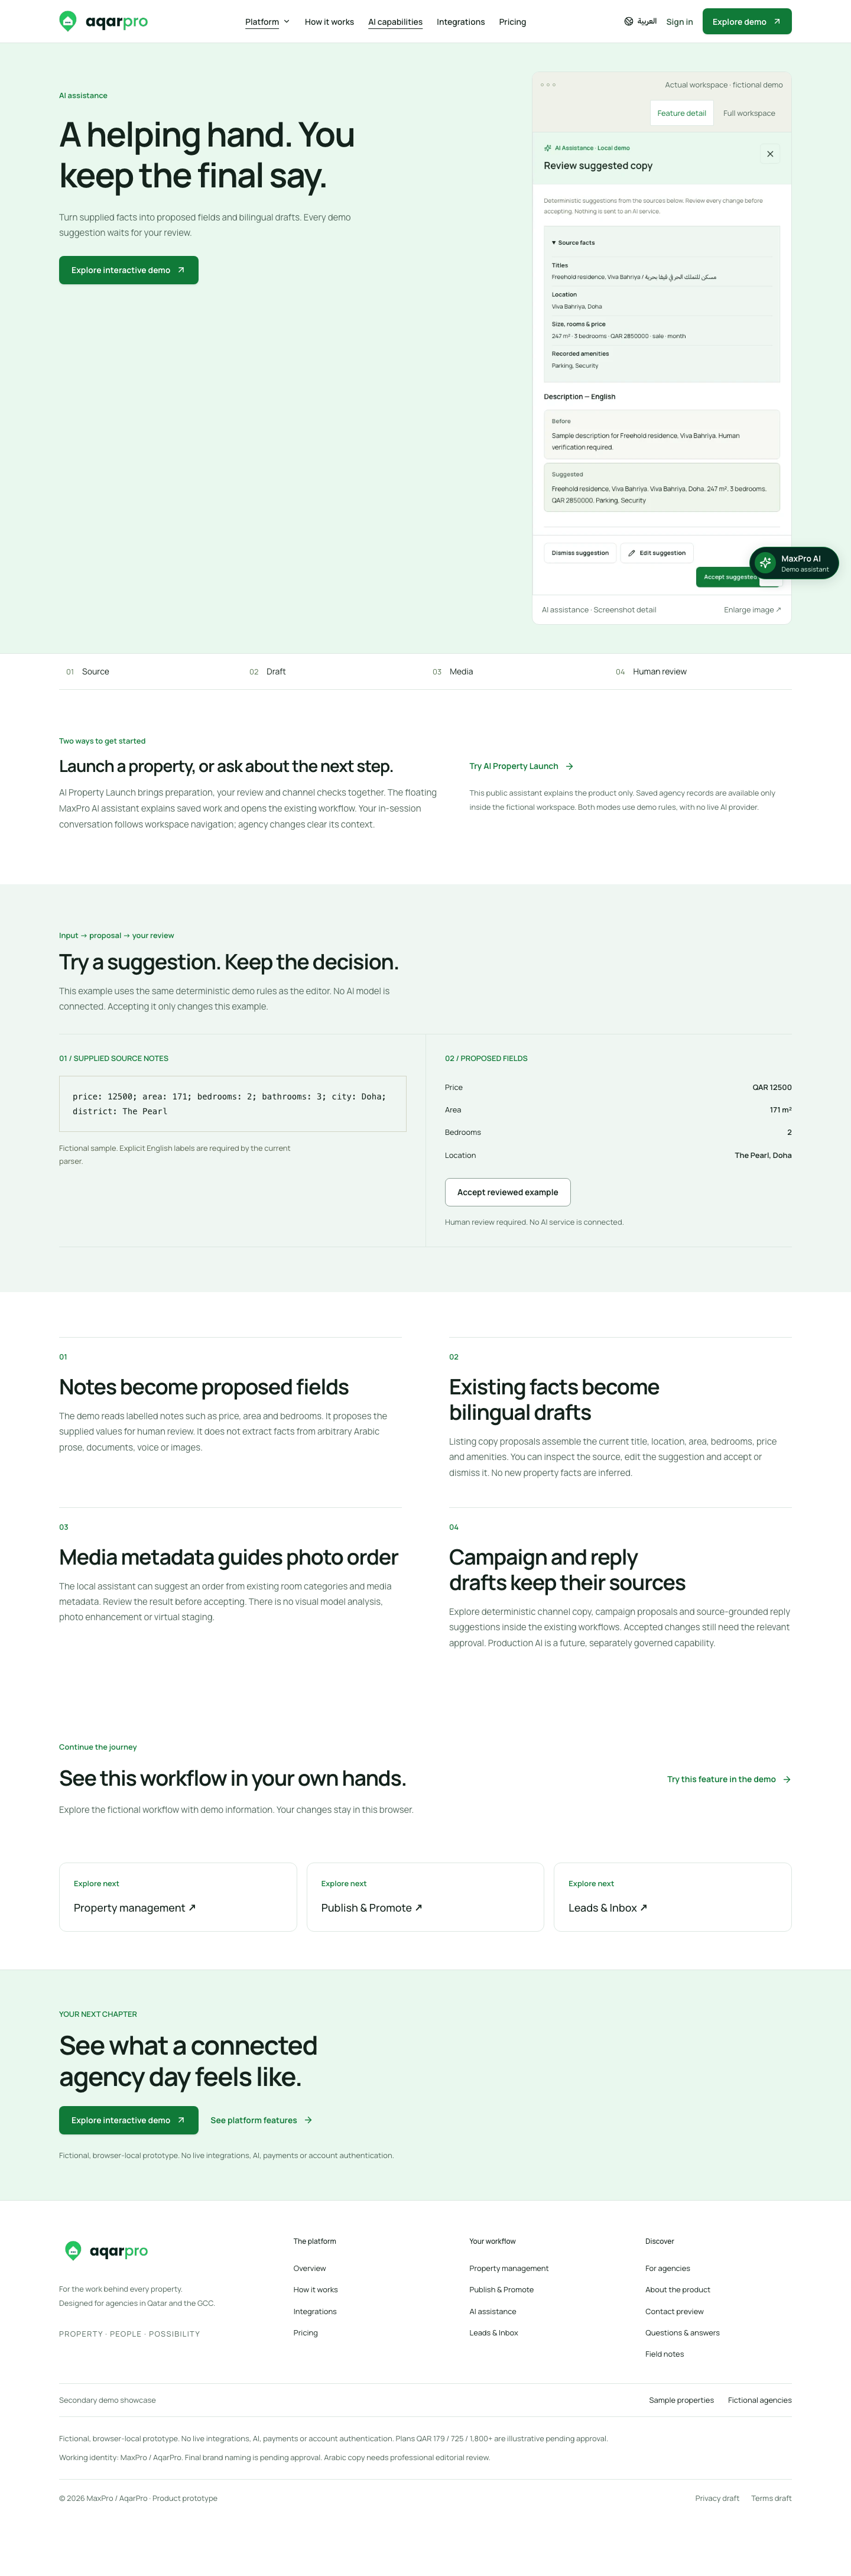 aqarpro
Platform
How it works
AI capabilities
Integrations
Pricing
العربية
Sign in
Explore demo
AI assistance
A helping hand. You
keep the final say.
Turn supplied facts into proposed fields and bilingual drafts. Every demo
suggestion waits for your review.
Explore interactive demo
Actual workspace · fictional demo
Feature detail
Full workspace
AI Assistance · Local demo
Review suggested copy
Deterministic suggestions from the sources below. Review every change before
accepting. Nothing is sent to an AI service.
Source facts
Titles
Freehold residence, Viva Bahriya / مسكن للتملك الحر في فيفا بحرية
Location
Viva Bahriya, Doha
Size, rooms & price
247 m² · 3 bedrooms · QAR 2850000 · sale · month
Recorded amenities
Parking, Security
Description — English
Before
Sample description for Freehold residence, Viva Bahriya. Human
verification required.
Suggested
Freehold residence, Viva Bahriya. Viva Bahriya, Doha. 247 m². 3 bedrooms.
QAR 2850000. Parking, Security
Dismiss suggestion
Edit suggestion
Accept suggested
MaxPro AI
Demo assistant
AI assistance · Screenshot detail
Enlarge image ↗
01 Source
02 Draft
03 Media
04 Human review
Two ways to get started
Launch a property, or ask about the next step.
AI Property Launch brings preparation, your review and channel checks together. The floating
MaxPro AI assistant explains saved work and opens the existing workflow. Your in-session
conversation follows workspace navigation; agency changes clear its context.
Try AI Property Launch →
This public assistant explains the product only. Saved agency records are available only
inside the fictional workspace. Both modes use demo rules, with no live AI provider.
Input → proposal → your review
Try a suggestion. Keep the decision.
This example uses the same deterministic demo rules as the editor. No AI model is
connected. Accepting it only changes this example.
01 / SUPPLIED SOURCE NOTES
price: 12500; area: 171; bedrooms: 2; bathrooms: 3; city: Doha;
district: The Pearl
Fictional sample. Explicit English labels are required by the current
parser.
02 / PROPOSED FIELDS
Price QAR 12500
Area 171 m²
Bedrooms 2
Location The Pearl, Doha
Accept reviewed example
Human review required. No AI service is connected.
01
Notes become proposed fields
The demo reads labelled notes such as price, area and bedrooms. It proposes the
supplied values for human review. It does not extract facts from arbitrary Arabic
prose, documents, voice or images.
02
Existing facts become
bilingual drafts
Listing copy proposals assemble the current title, location, area, bedrooms, price
and amenities. You can inspect the source, edit the suggestion and accept or
dismiss it. No new property facts are inferred.
03
Media metadata guides photo order
The local assistant can suggest an order from existing room categories and media
metadata. Review the result before accepting. There is no visual model analysis,
photo enhancement or virtual staging.
04
Campaign and reply
drafts keep their sources
Explore deterministic channel copy, campaign proposals and source-grounded reply
suggestions inside the existing workflows. Accepted changes still need the relevant
approval. Production AI is a future, separately governed capability.
Continue the journey
See this workflow in your own hands.
Explore the fictional workflow with demo information. Your changes stay in this browser.
Try this feature in the demo →
Explore next
Property management ↗
Explore next
Publish & Promote ↗
Explore next
Leads & Inbox ↗
YOUR NEXT CHAPTER
See what a connected
agency day feels like.
Explore interactive demo
See platform features →
Fictional, browser-local prototype. No live integrations, AI, payments or account authentication.
aqarpro
For the work behind every property.
Designed for agencies in Qatar and the GCC.
PROPERTY · PEOPLE · POSSIBILITY
The platform
Overview
How it works
Integrations
Pricing
Your workflow
Property management
Publish & Promote
AI assistance
Leads & Inbox
Discover
For agencies
About the product
Contact preview
Questions & answers
Field notes
Secondary demo showcase
Sample properties
Fictional agencies
Fictional, browser-local prototype. No live integrations, AI, payments or account authentication. Plans QAR 179 / 725 / 1,800+ are illustrative pending approval.
Working identity: MaxPro / AqarPro. Final brand naming is pending approval. Arabic copy needs professional editorial review.
© 2026 MaxPro / AqarPro · Product prototype
Privacy draft
Terms draft